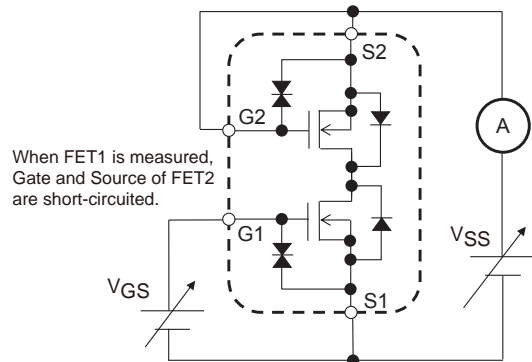 S2
G2
A
When FET1 is measured,
Gate and Source of FET2
are short-circuited.
G1
VSS
VGS
S1